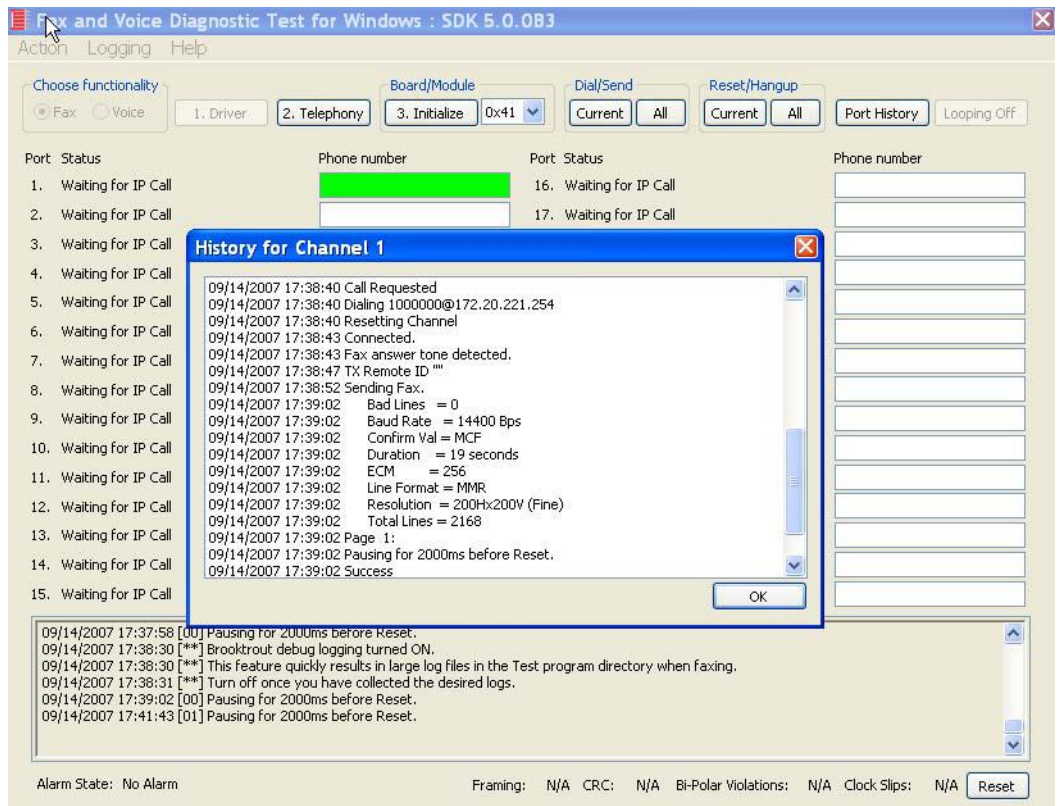 Fax and Voice Diagnostic Test for Windows : SDK 5.0.0B3
Action Logging Help
Choose functionality Board/Module Dial/Send Reset/Hangup
Fax Voice 1. Driver 2. Telephony 3. Initialize 0x41 Current All Current All Port History Looping Off
Port Status Phone number Port Status Phone number
1. Waiting for IP Call 16. Waiting for IP Call
2. Waiting for IP Call 17. Waiting for IP Call
3. Waiting for IP Call
4. Waiting for IP Call
5. Waiting for IP Call
6. Waiting for IP Call
7. Waiting for IP Call
8. Waiting for IP Call
9. Waiting for IP Call
10. Waiting for IP Call
11. Waiting for IP Call
12. Waiting for IP Call
13. Waiting for IP Call
14. Waiting for IP Call
15. Waiting for IP Call
History for Channel 1
09/14/2007 17:38:40 Call Requested
09/14/2007 17:38:40 Dialing 1000000@172.20.221.254
09/14/2007 17:38:40 Resetting Channel
09/14/2007 17:38:43 Connected.
09/14/2007 17:38:43 Fax answer tone detected.
09/14/2007 17:38:47 TX Remote ID ""
09/14/2007 17:38:52 Sending Fax.
09/14/2007 17:39:02 Bad Lines = 0
09/14/2007 17:39:02 Baud Rate = 14400 Bps
09/14/2007 17:39:02 Confirm Val = MCF
09/14/2007 17:39:02 Duration = 19 seconds
09/14/2007 17:39:02 ECM = 256
09/14/2007 17:39:02 Line Format = MMR
09/14/2007 17:39:02 Resolution = 200Hx200V (Fine)
09/14/2007 17:39:02 Total Lines = 2168
09/14/2007 17:39:02 Page 1:
09/14/2007 17:39:02 Pausing for 2000ms before Reset.
09/14/2007 17:39:02 Success
OK
09/14/2007 17:37:58 [00] Pausing for 2000ms before Reset.
09/14/2007 17:38:30 [**] Brooktrout debug logging turned ON.
09/14/2007 17:38:30 [**] This feature quickly results in large log files in the Test program directory when faxing.
09/14/2007 17:38:31 [**] Turn off once you have collected the desired logs.
09/14/2007 17:39:02 [00] Pausing for 2000ms before Reset.
09/14/2007 17:41:43 [01] Pausing for 2000ms before Reset.
Alarm State: No Alarm Framing: N/A CRC: N/A Bi-Polar Violations: N/A Clock Slips: N/A Reset